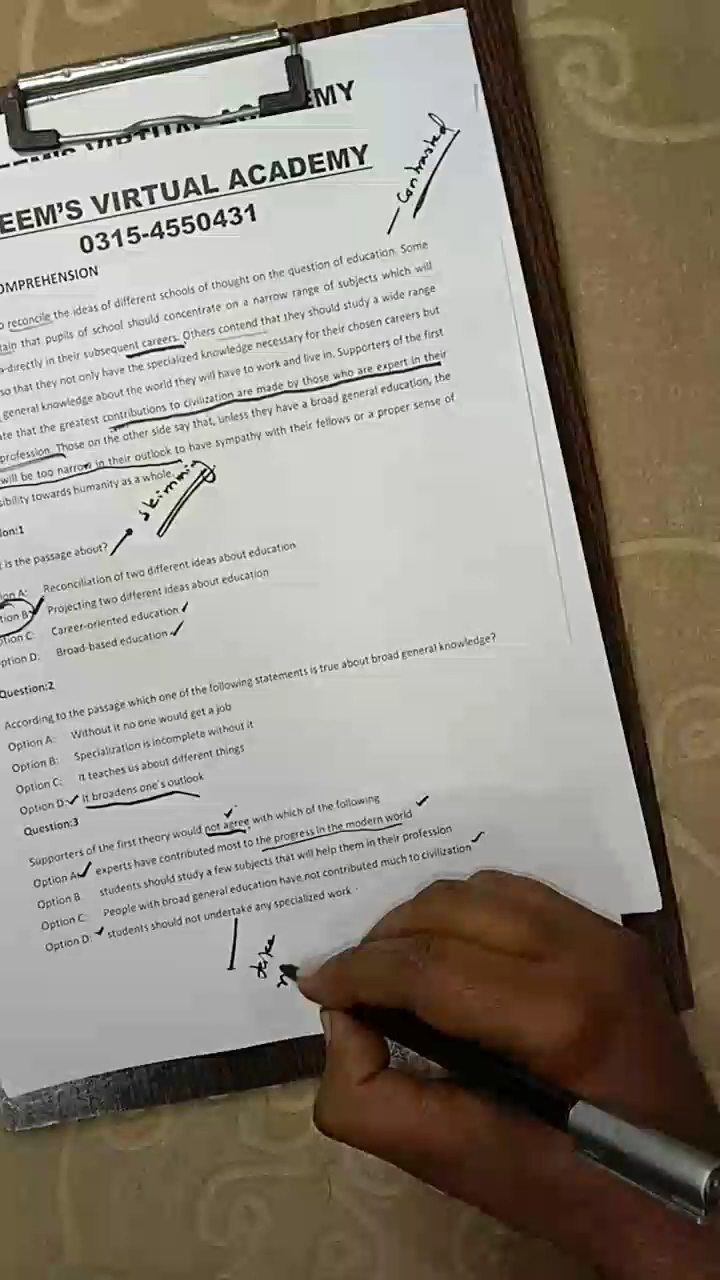 EMY
EEM'S VIRTUAL ACADEMY
0315-4550431
Contrasted
OMPREHENSION
o reconcile the ideas of different schools of thought on the question of education. Some
tain that pupils of school should concentrate on a narrow range of subjects which will
directly in their subsequent careers. Others contend that they should study a wide range
so that they not only have the specialized knowledge necessary for their chosen careers but
general knowledge about the world they will have to work and live in. Supporters of the first
ate that the greatest contributions to civilization are made by those who are expert in their
profession. Those on the other side say that, unless they have a broad general education, the
will be too narrow in their outlook to have sympathy with their fellows or a proper sense of
sibility towards humanity as a whole.
skimming
ion:1
is the passage about?
on A: Reconciliation of two different ideas about education
tion B: Projecting two different ideas about education
ption C: Career-oriented education
ption D: Broad-based education
Question:2
According to the passage which one of the following statements is true about broad general knowledge?
Option A: Without it no one would get a job
Option B: Specialization is incomplete without it
Option C: It teaches us about different things
Option D: It broadens one's outlook
Question:3
Supporters of the first theory would not agree with which of the following
Option A: experts have contributed most to the progress in the modern world
Option B students should study a few subjects that will help them in their profession
Option C: People with broad general education have not contributed much to civilization
Option D: students should not undertake any specialized work